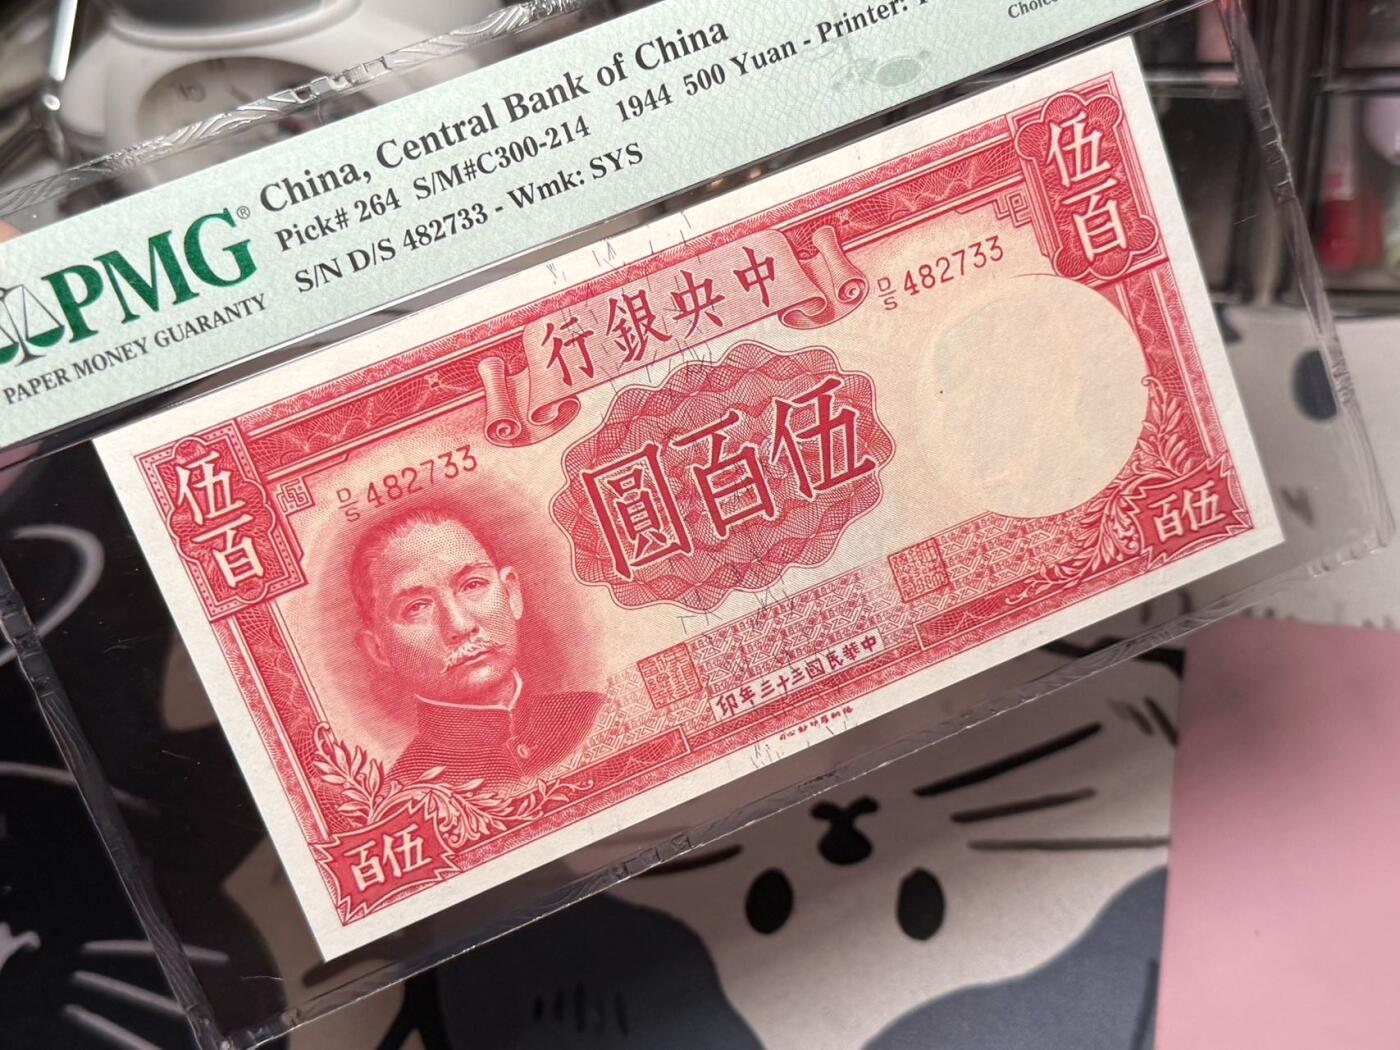 China, Central Bank of China
Pick# 264 S/M#C300-214 1944 500 Yuan - Printer:
S/N D/S 482733 - Wmk: SYS
Choice
PMG®
PAPER MONEY GUARANTY
伍百
行銀央中
伍百
D/S 482733
D/S 482733
圓百伍
印年三十三國民華中
百伍
百伍